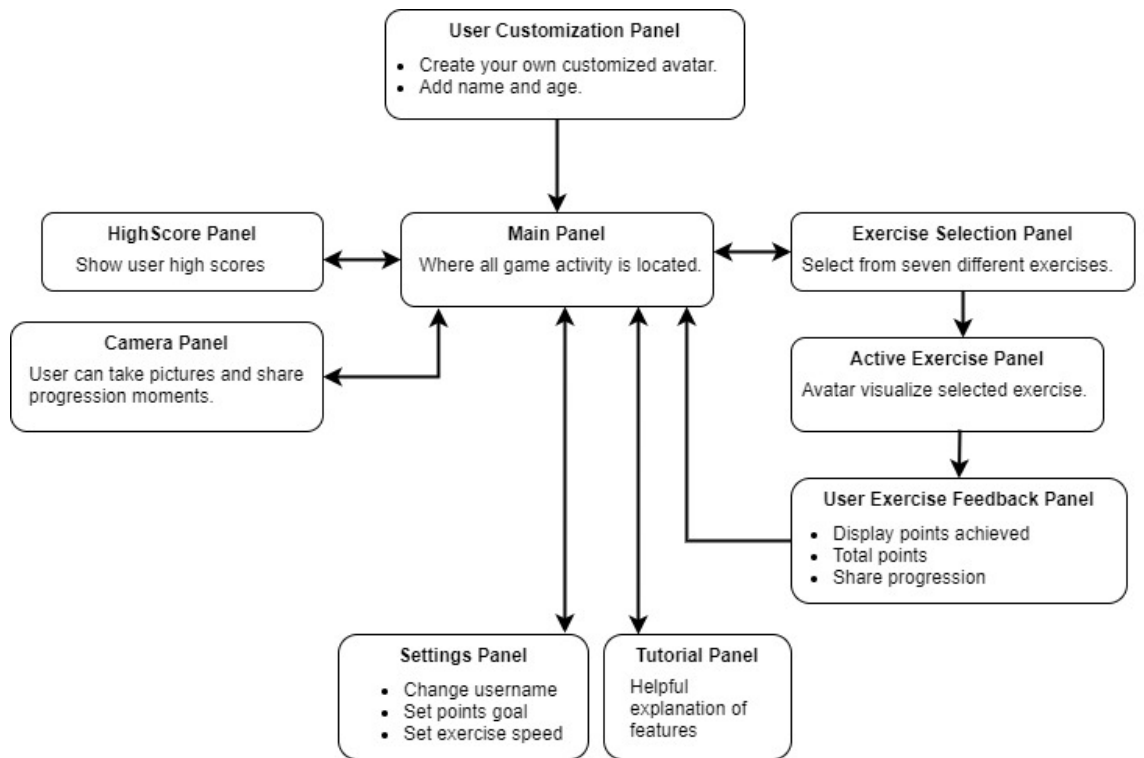 User Customization Panel
• Create your own customized avatar.
• Add name and age.
HighScore Panel
Show user high scores
Main Panel
Where all game activity is located.
Exercise Selection Panel
Select from seven different exercises.
Camera Panel
User can take pictures and share
progression moments.
Active Exercise Panel
Avatar visualize selected exercise.
User Exercise Feedback Panel
• Display points achieved
• Total points
• Share progression
Settings Panel
• Change username
• Set points goal
• Set exercise speed
Tutorial Panel
Helpful
explanation of
features